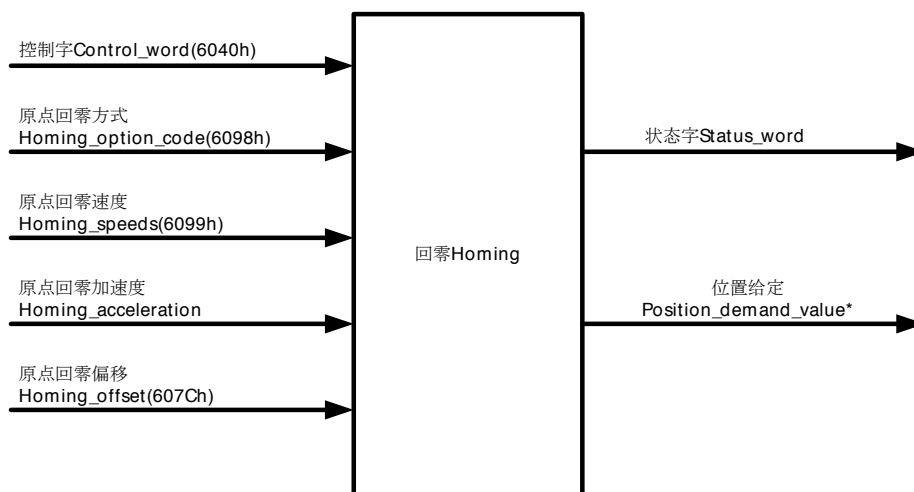 控制字Control_word(6040h)
原点回零方式
Homing_option_code(6098h)
原点回零速度
Homing_speeds(6099h)
原点回零加速度
Homing_acceleration
原点回零偏移
Homing_offset(607Ch)
回零Homing
状态字Status_word
位置给定
Position_demand_value*